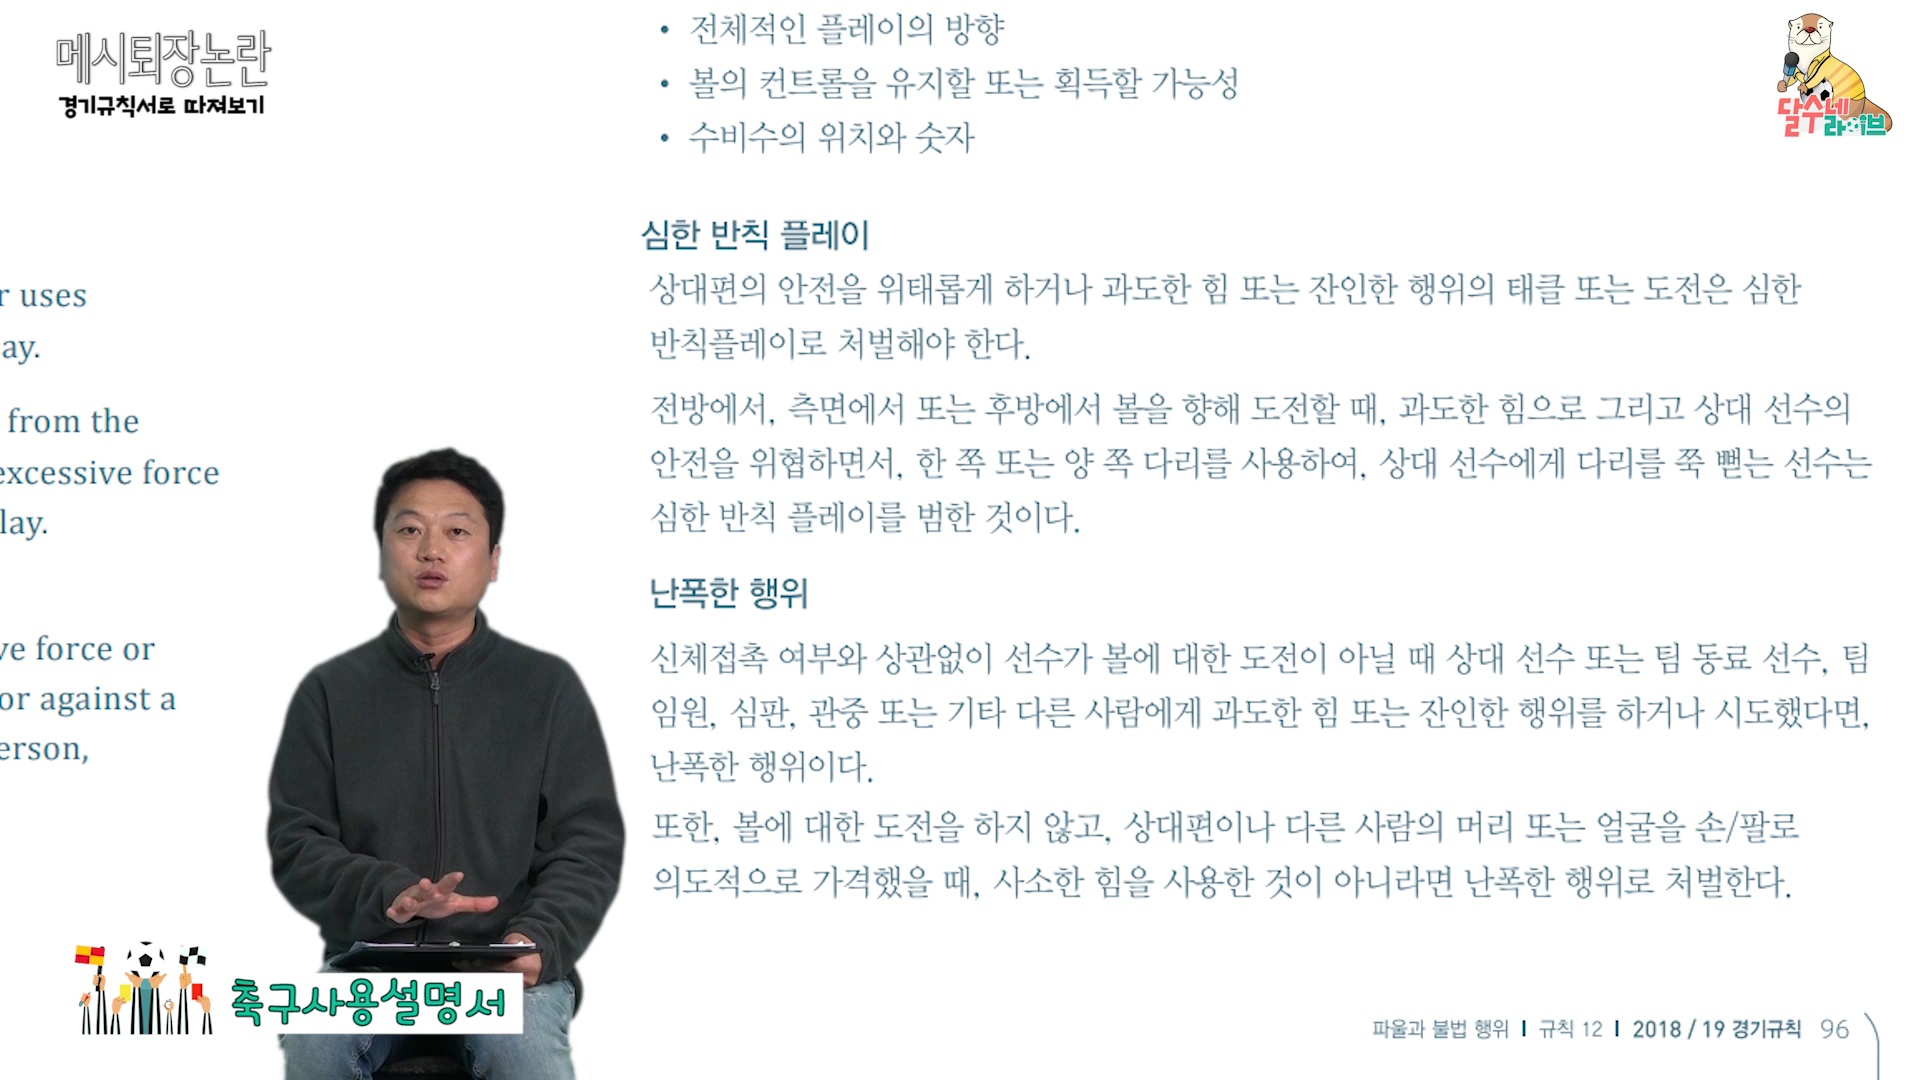 메시퇴장논란
경기규칙서로 따져보기
달수네
라이브
• 전체적인 플레이의 방향
• 볼의 컨트롤을 유지할 또는 획득할 가능성
• 수비수의 위치와 숫자
심한 반칙 플레이
상대편의 안전을 위태롭게 하거나 과도한 힘 또는 잔인한 행위의 태클 또는 도전은 심한
반칙플레이로 처벌해야 한다.
전방에서, 측면에서 또는 후방에서 볼을 향해 도전할 때, 과도한 힘으로 그리고 상대 선수의
안전을 위협하면서, 한 쪽 또는 양 쪽 다리를 사용하여, 상대 선수에게 다리를 쭉 뻗는 선수는
심한 반칙 플레이를 범한 것이다.
난폭한 행위
신체접촉 여부와 상관없이 선수가 볼에 대한 도전이 아닐 때 상대 선수 또는 팀 동료 선수, 팀
임원, 심판, 관중 또는 기타 다른 사람에게 과도한 힘 또는 잔인한 행위를 하거나 시도했다면,
난폭한 행위이다.
또한, 볼에 대한 도전을 하지 않고, 상대편이나 다른 사람의 머리 또는 얼굴을 손/팔로
의도적으로 가격했을 때, 사소한 힘을 사용한 것이 아니라면 난폭한 행위로 처벌한다.
r uses
ay.
from the
excessive force
lay.
ve force or
or against a
erson,
축구사용설명서
파울과 불법 행위 | 규칙 12 | 2018 / 19 경기규칙 96